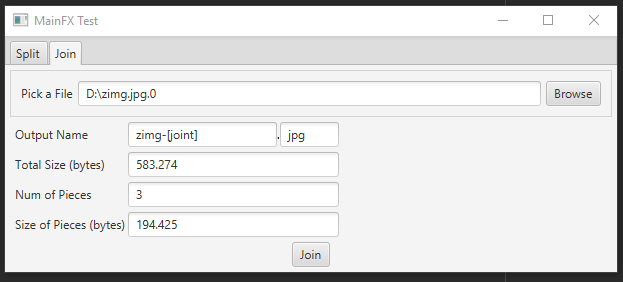 MainFX Test
Split Join
Pick a File D:\zimg.jpg.0 Browse
Output Name zimg-[joint] . jpg
Total Size (bytes) 583.274
Num of Pieces 3
Size of Pieces (bytes) 194.425
Join